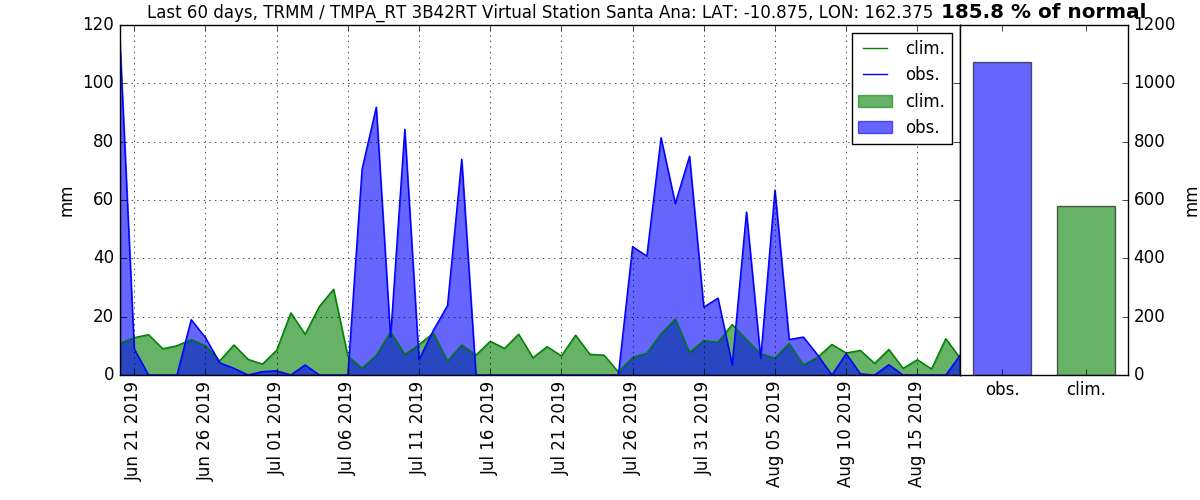 Last 60 days, TRMM / TMPA_RT 3B42RT Virtual Station Santa Ana: LAT: -10.875, LON: 162.375 185.8 % of normal
120
100
80
60
40
20
0
mm
clim.
obs.
clim.
obs.
1200
1000
800
600
400
200
0
mm
Jun 21 2019
Jun 26 2019
Jul 01 2019
Jul 06 2019
Jul 11 2019
Jul 16 2019
Jul 21 2019
Jul 26 2019
Jul 31 2019
Aug 05 2019
Aug 10 2019
Aug 15 2019
obs.
clim.